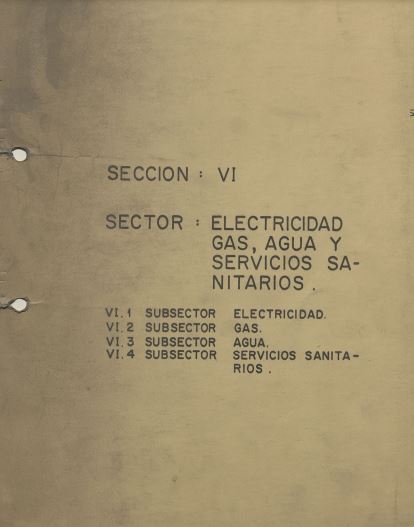 SECCION : VI
SECTOR : ELECTRICIDAD
GAS, AGUA Y
SERVICIOS SA-
NITARIOS.
VI.1 SUBSECTOR ELECTRICIDAD.
VI.2 SUBSECTOR GAS.
VI.3 SUBSECTOR AGUA.
VI.4 SUBSECTOR SERVICIOS SANITA-
RIOS.